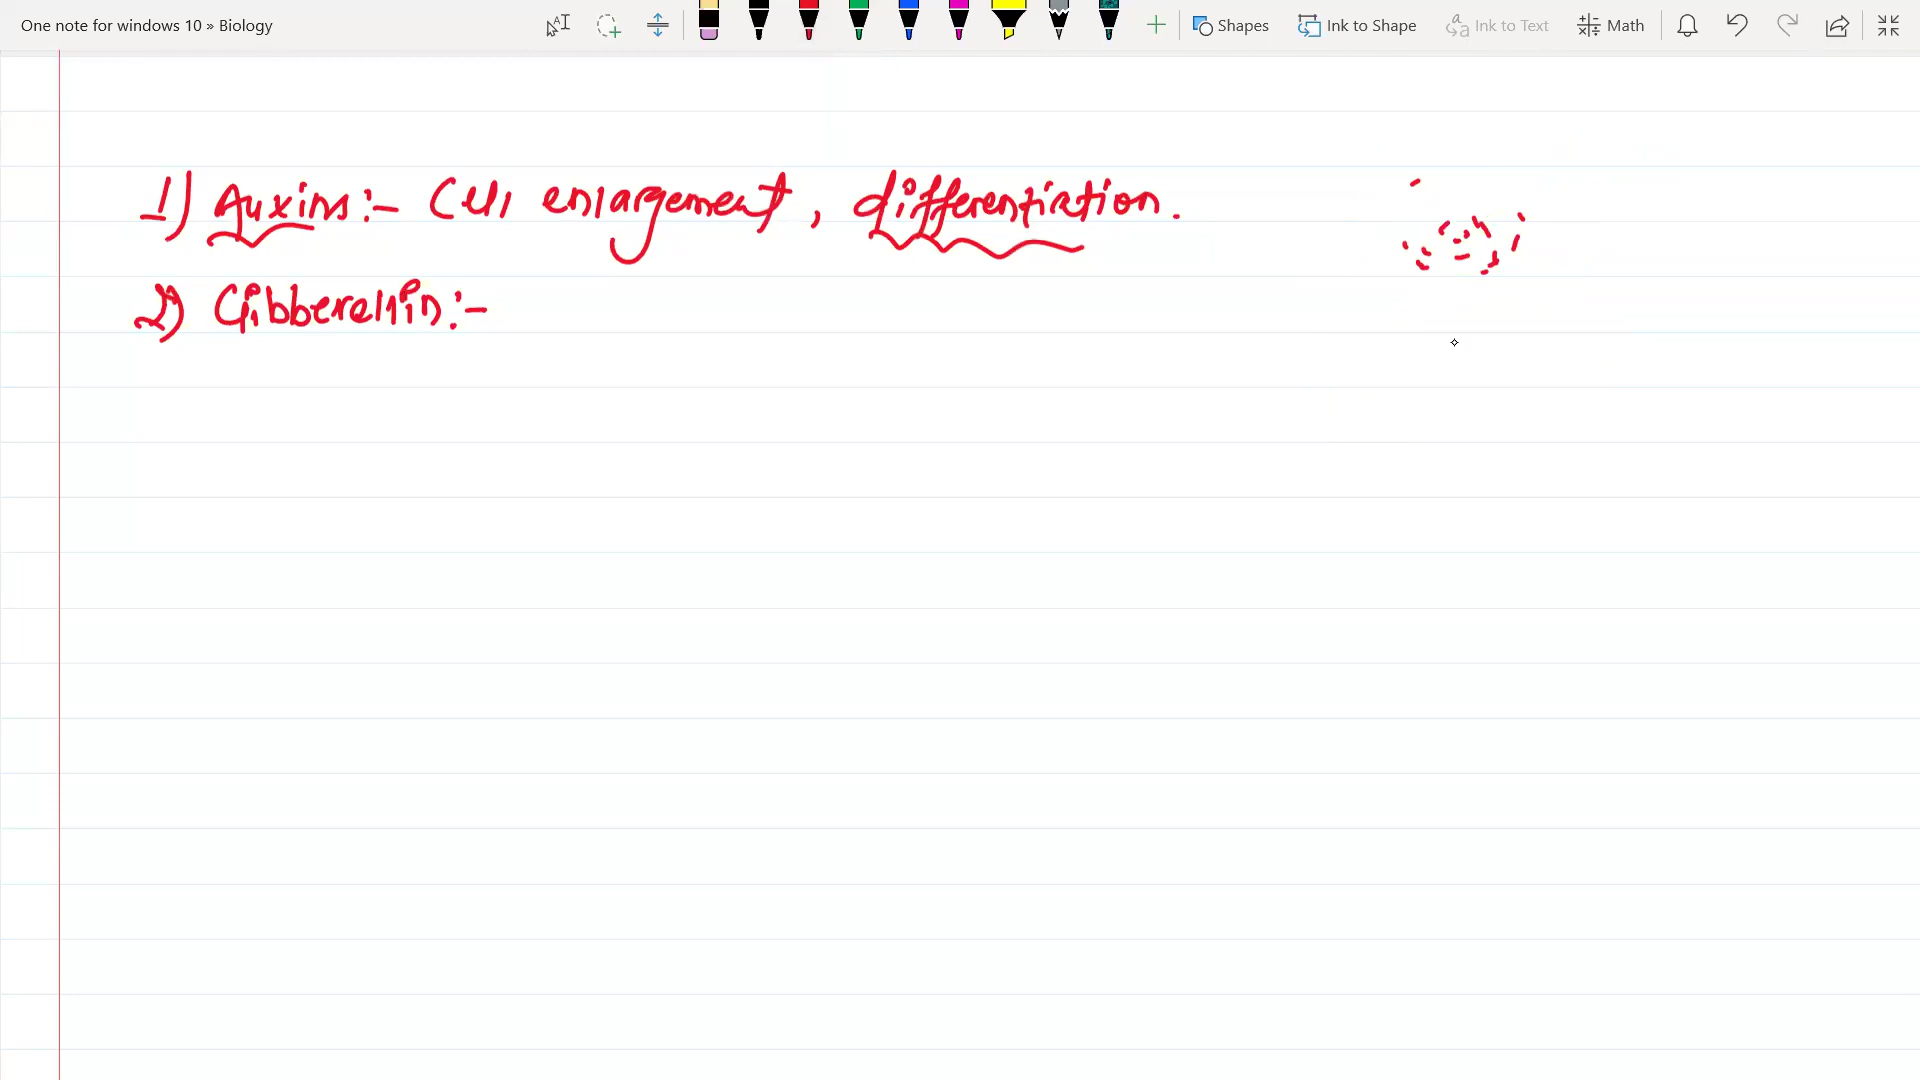 One note for windows 10 » Biology Shapes Ink to Shape Ink to Text Math
1) Auxins:- Cell enlargement, differentiation.
2) Gibberellin:-